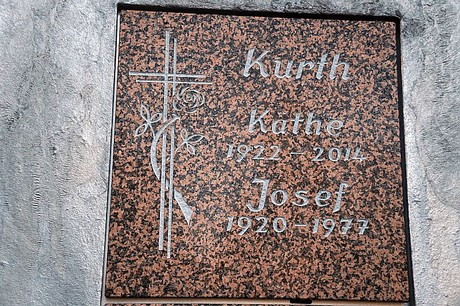 Kurth
Kathe
1922 – 2014
Josef
1920 – 1977